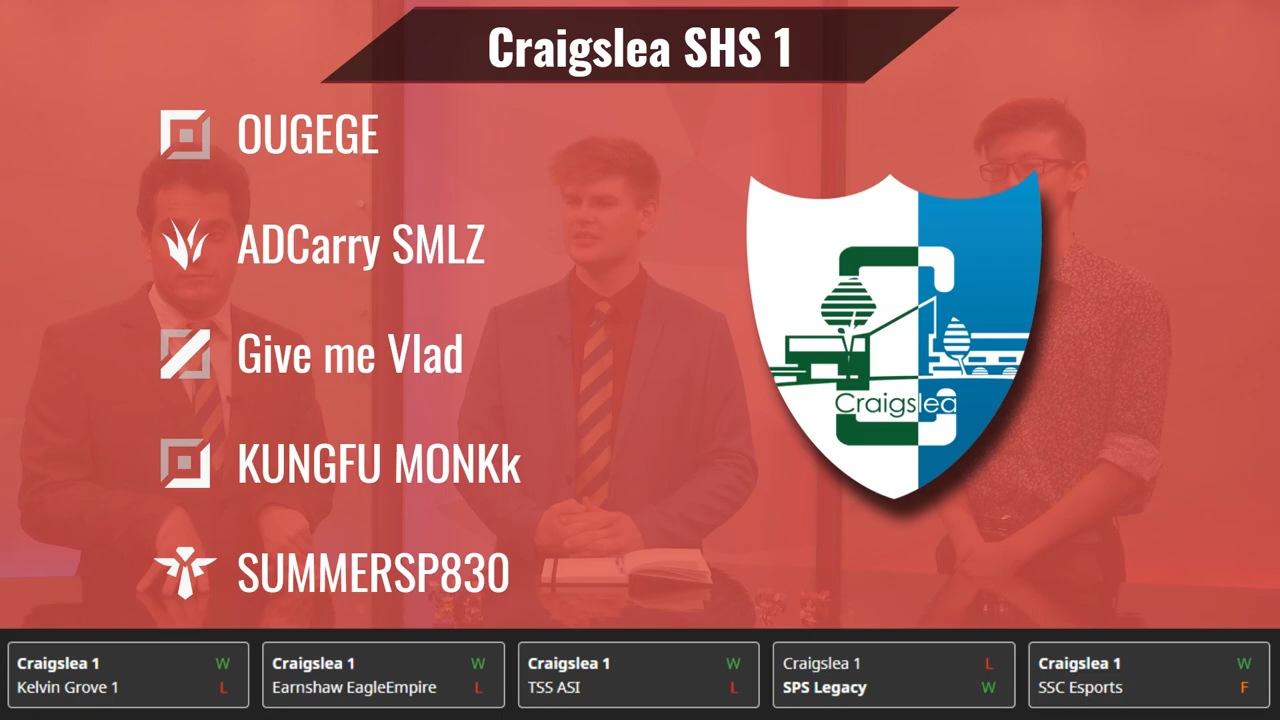 Craigslea SHS 1
OUGEGE
ADCarry SMLZ
Give me Vlad
KUNGFU MONKk
SUMMERSP830
Craigslea
Craigslea 1 W
Kelvin Grove 1 L
Craigslea 1 W
Earnshaw EagleEmpire L
Craigslea 1 W
TSS ASI L
Craigslea 1 L
SPS Legacy W
Craigslea 1 W
SSC Esports F